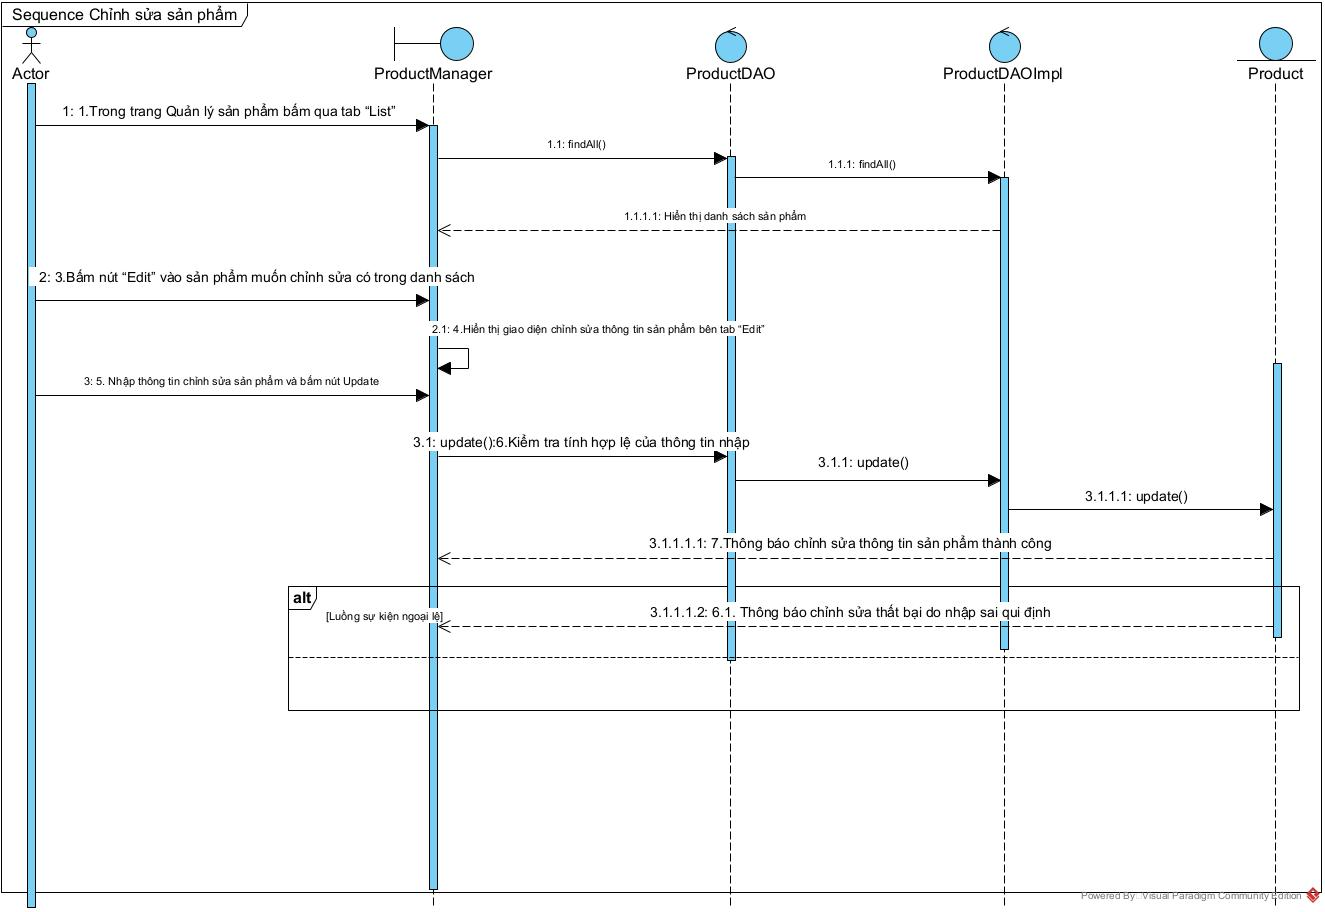 Sequence Chỉnh sửa sản phẩm
Actor
ProductManager
ProductDAO
ProductDAOImpl
Product
1: 1.Trong trang Quản lý sản phẩm bấm qua tab “List”
1.1: findAll()
1.1.1: findAll()
1.1.1.1: Hiển thị danh sách sản phẩm
2: 3.Bấm nút “Edit” vào sản phẩm muốn chỉnh sửa có trong danh sách
2.1: 4.Hiển thị giao diện chỉnh sửa thông tin sản phẩm bên tab “Edit”
3: 5. Nhập thông tin chỉnh sửa sản phẩm và bấm nút Update
3.1: update():6.Kiểm tra tính hợp lệ của thông tin nhập
3.1.1: update()
3.1.1.1: update()
3.1.1.1.1: 7.Thông báo chỉnh sửa thông tin sản phẩm thành công
alt
[Luồng sự kiện ngoại lệ]
3.1.1.1.2: 6.1. Thông báo chỉnh sửa thất bại do nhập sai qui định
Powered By Visual Paradigm Community Edition